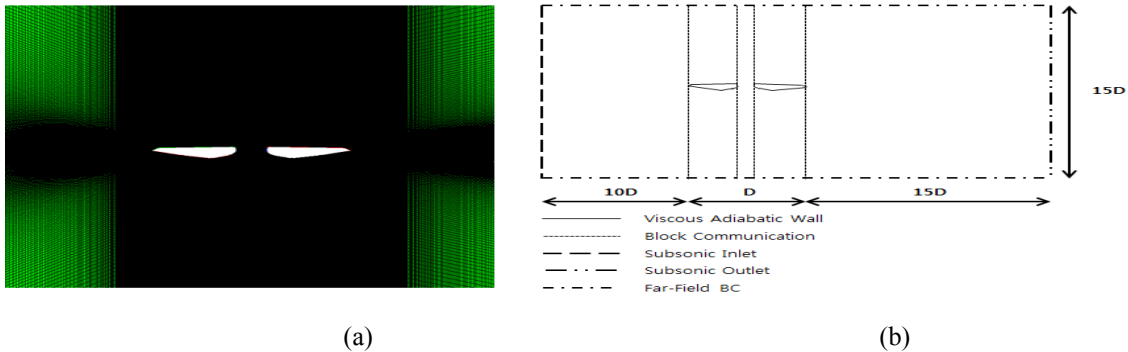 15D
10D
D
15D
Viscous Adiabatic Wall
Block Communication
Subsonic Inlet
Subsonic Outlet
Far-Field BC
(a)
(b)